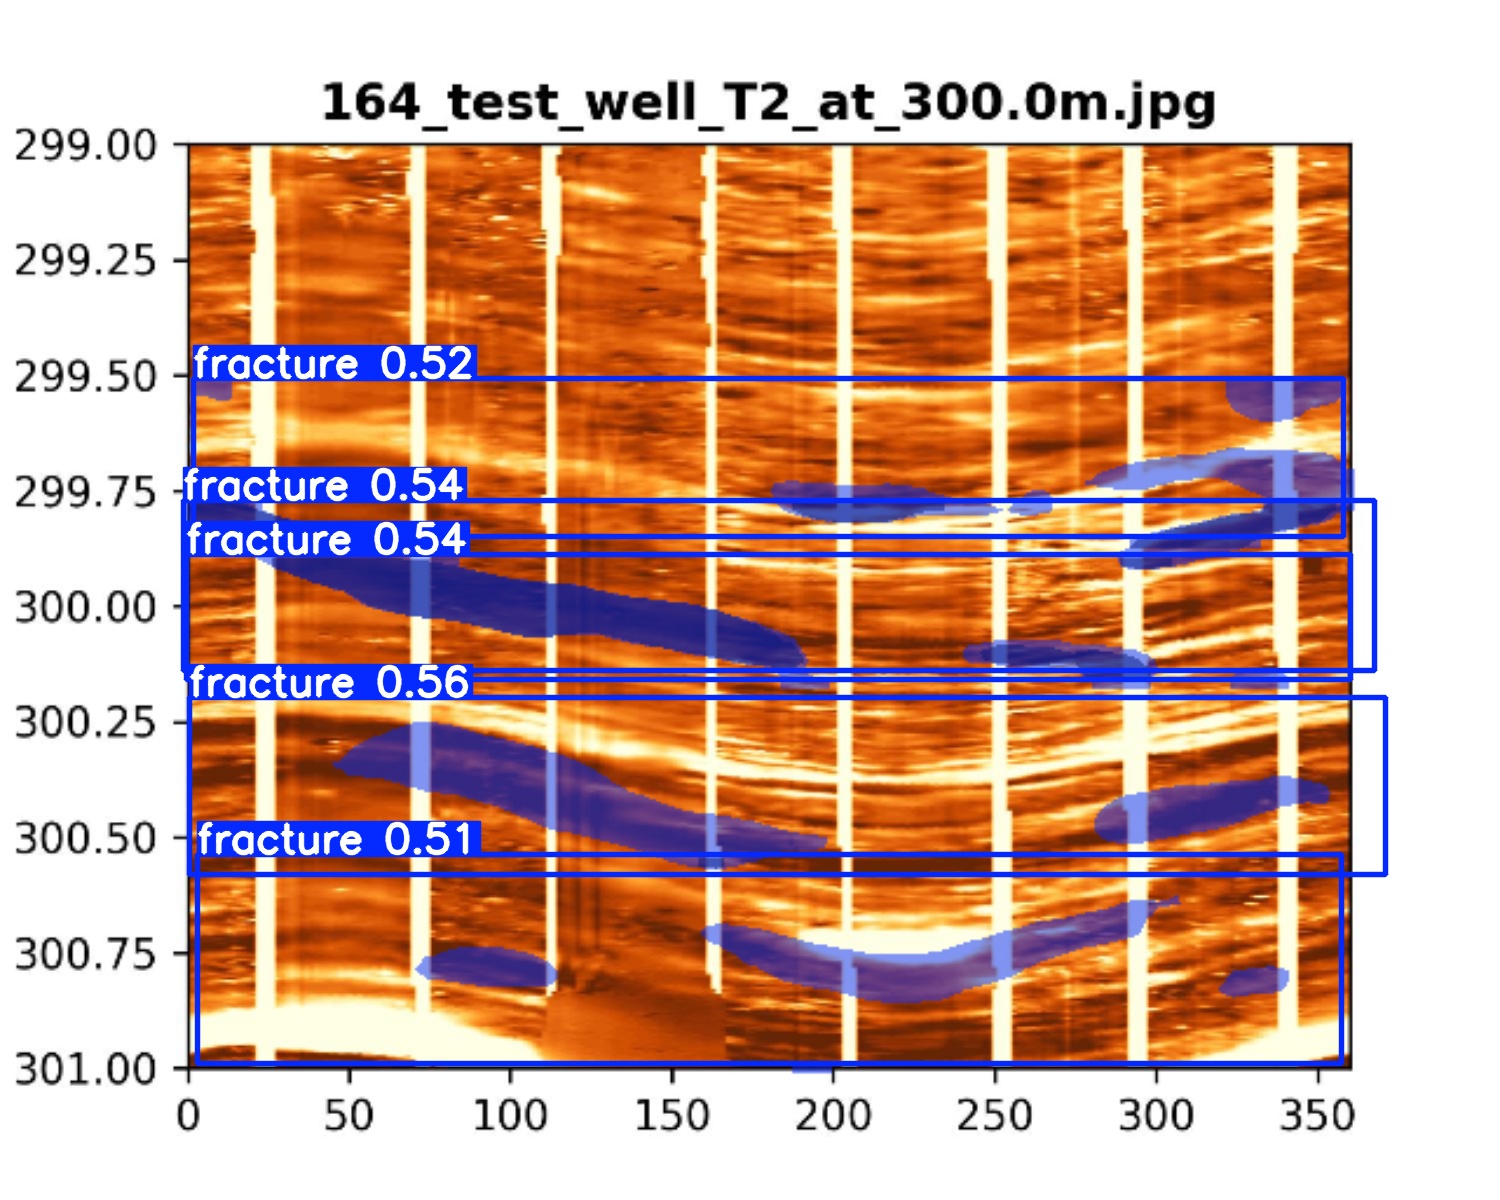 164_test_well_T2_at_300.0m.jpg
299.00
299.25
299.50
fracture 0.52
299.75
fracture 0.54
fracture 0.54
300.00
fracture 0.56
300.25
300.50
fracture 0.51
300.75
301.00
0 50 100 150 200 250 300 350